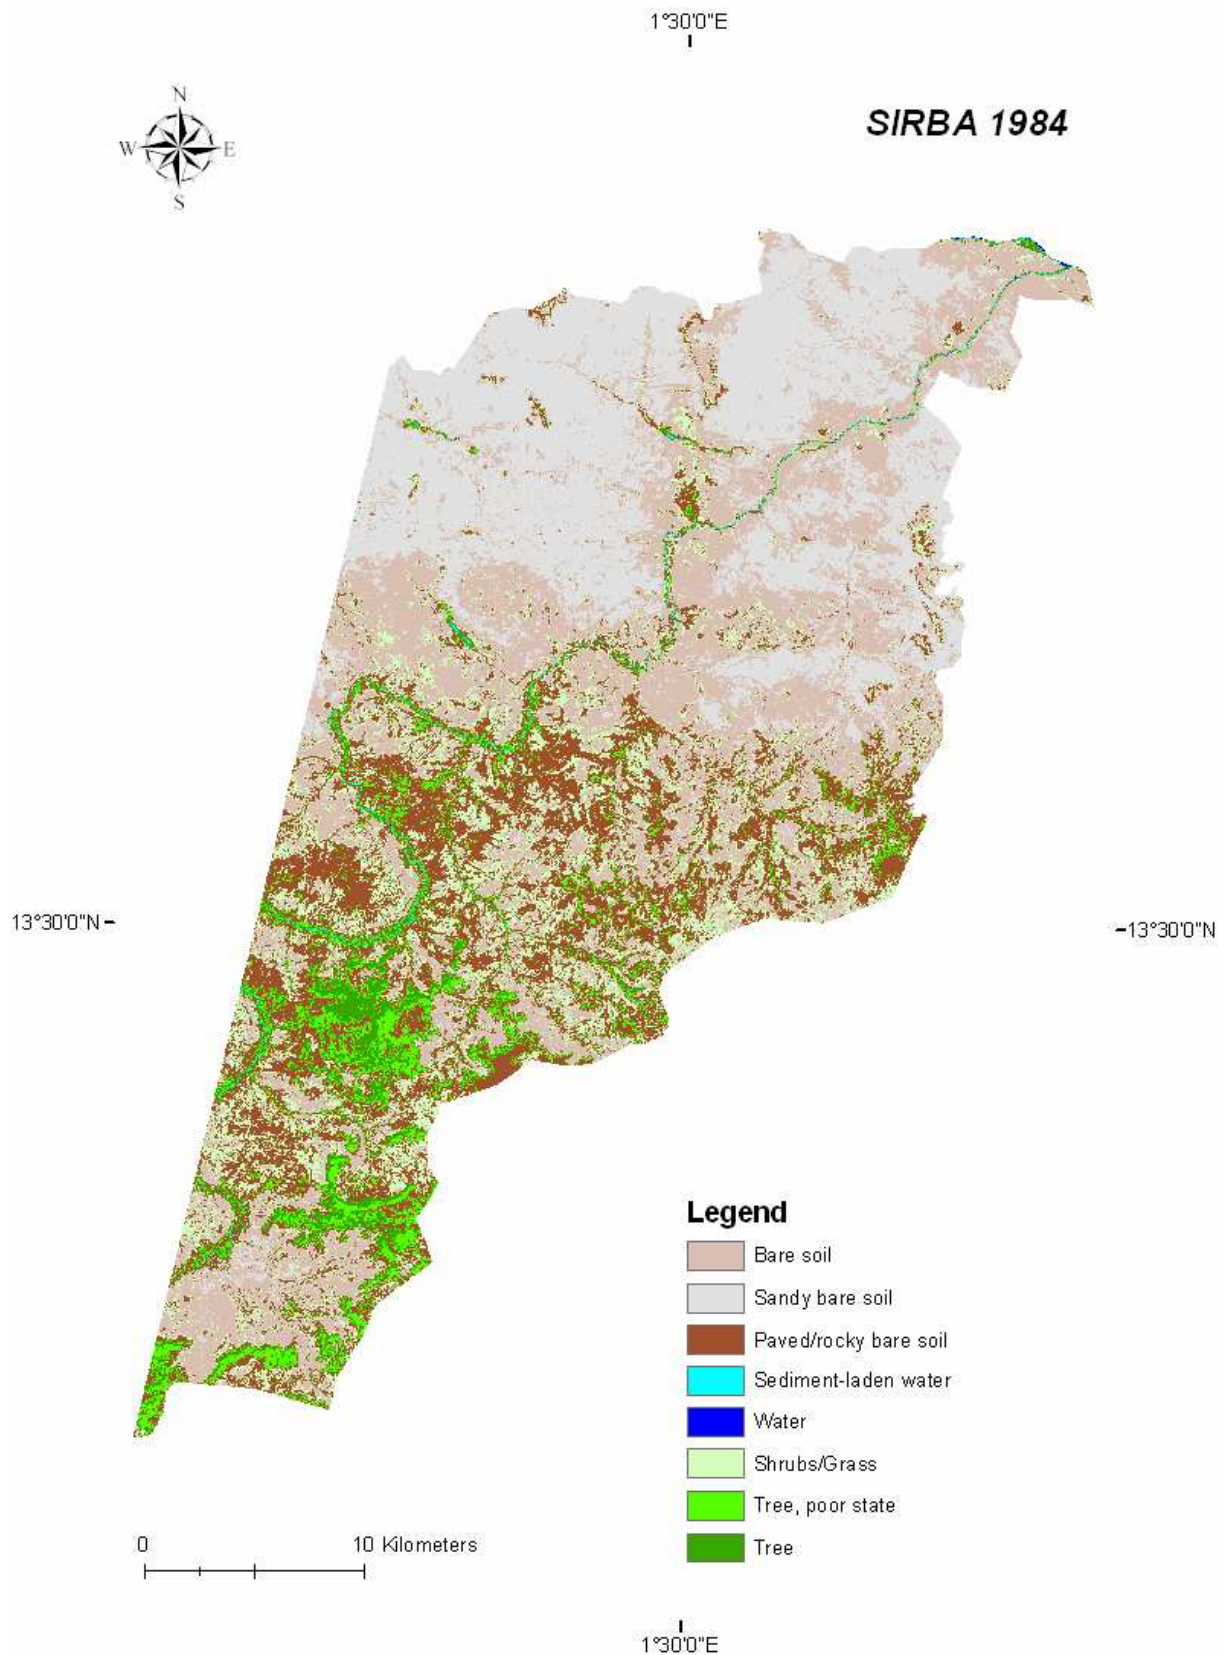 1°30'0"E
N
SIRBA 1984
W E
S
13°30'0"N
13°30'0"N
Legend
Bare soil
Sandy bare soil
Paved/rocky bare soil
Sediment-laden water
Water
Shrubs/Grass
Tree, poor state
Tree
0 10 Kilometers
1°30'0"E